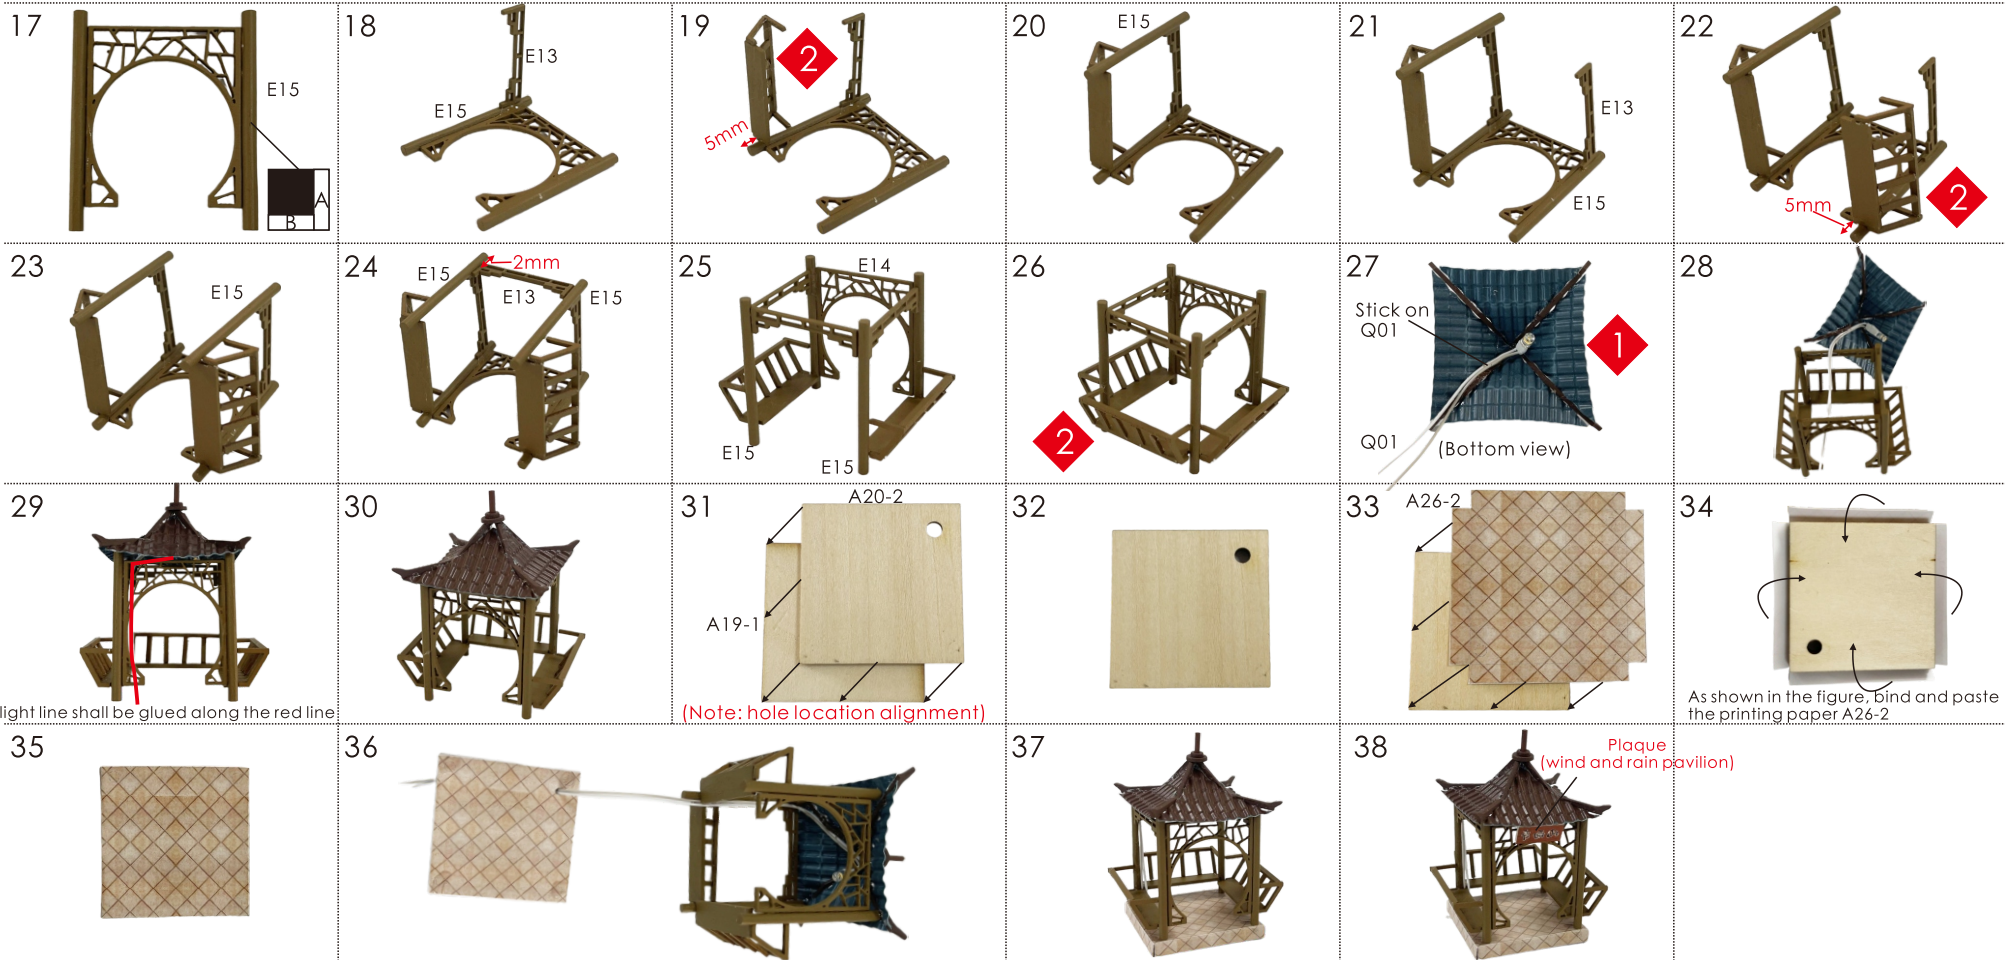 17
E15
A
B
18
E13
E15
19
2
5mm
20
E15
21
E13
E15
22
5mm
2
23
E15
24
2mm
E15
E13
E15
25
E14
E15
E15
26
2
27
Stick on
Q01
1
Q01
(Bottom view)
28
29
light line shall be glued along the red line
30
31
A20-2
A19-1
(Note: hole location alignment)
32
33
A26-2
34
As shown in the figure, bind and paste
the printing paper A26-2
35
36
37
38
Plaque
(wind and rain pavilion)